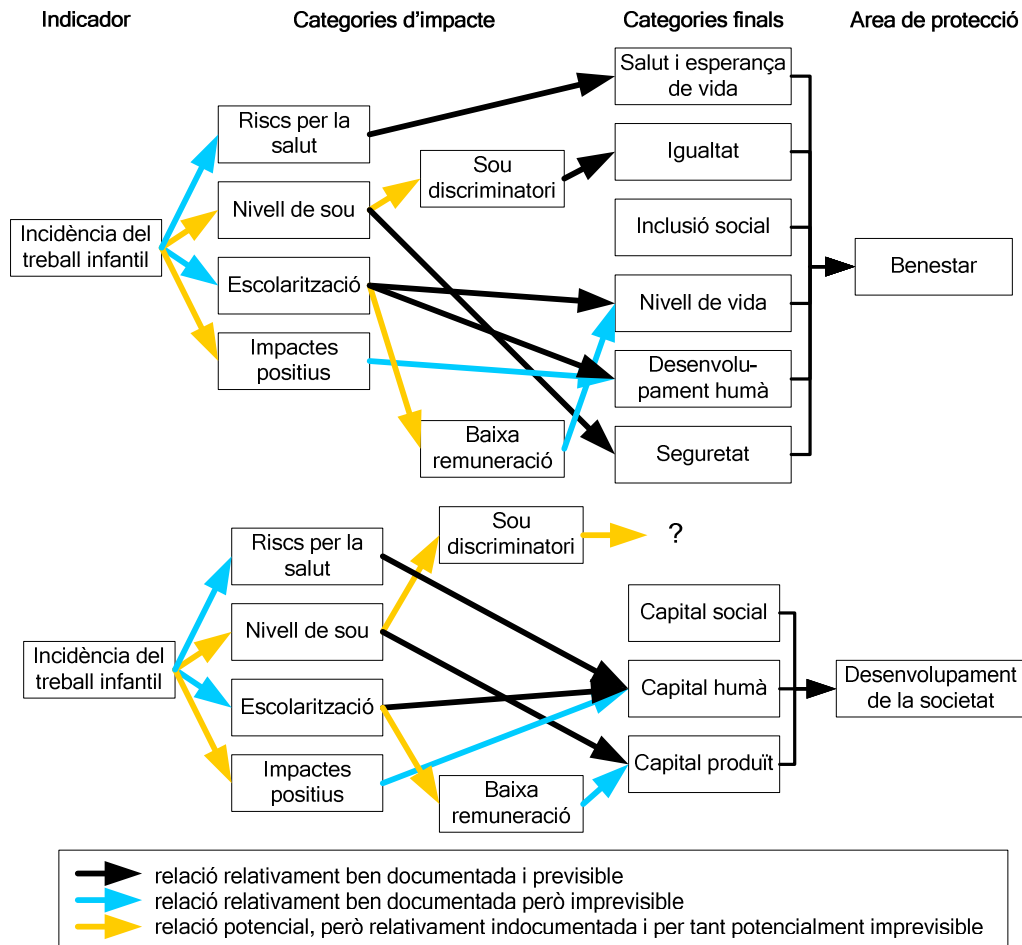 Indicador
Categories d'impacte
Categories finals
Area de protecció
Salut i esperança
de vida
Riscs per la
salut
Igualtat
Sou
discriminatori
Nivell de sou
Inclusió social
Incidència del
treball infantil
Benestar
Escolarització
Nivell de vida
Impactes
positius
Desenvolu-
pament humà
Baixa
remuneració
Seguretat
Sou
discriminatori
?
Riscs per la
salut
Capital social
Nivell de sou
Incidència del
treball infantil
Capital humà
Desenvolupament
de la societat
Escolarització
Capital produït
Impactes
positius
Baixa
remuneració
relació relativament ben documentada i previsible
relació relativament ben documentada però imprevisible
relació potencial, però relativament indocumentada i per tant potencialment imprevisible